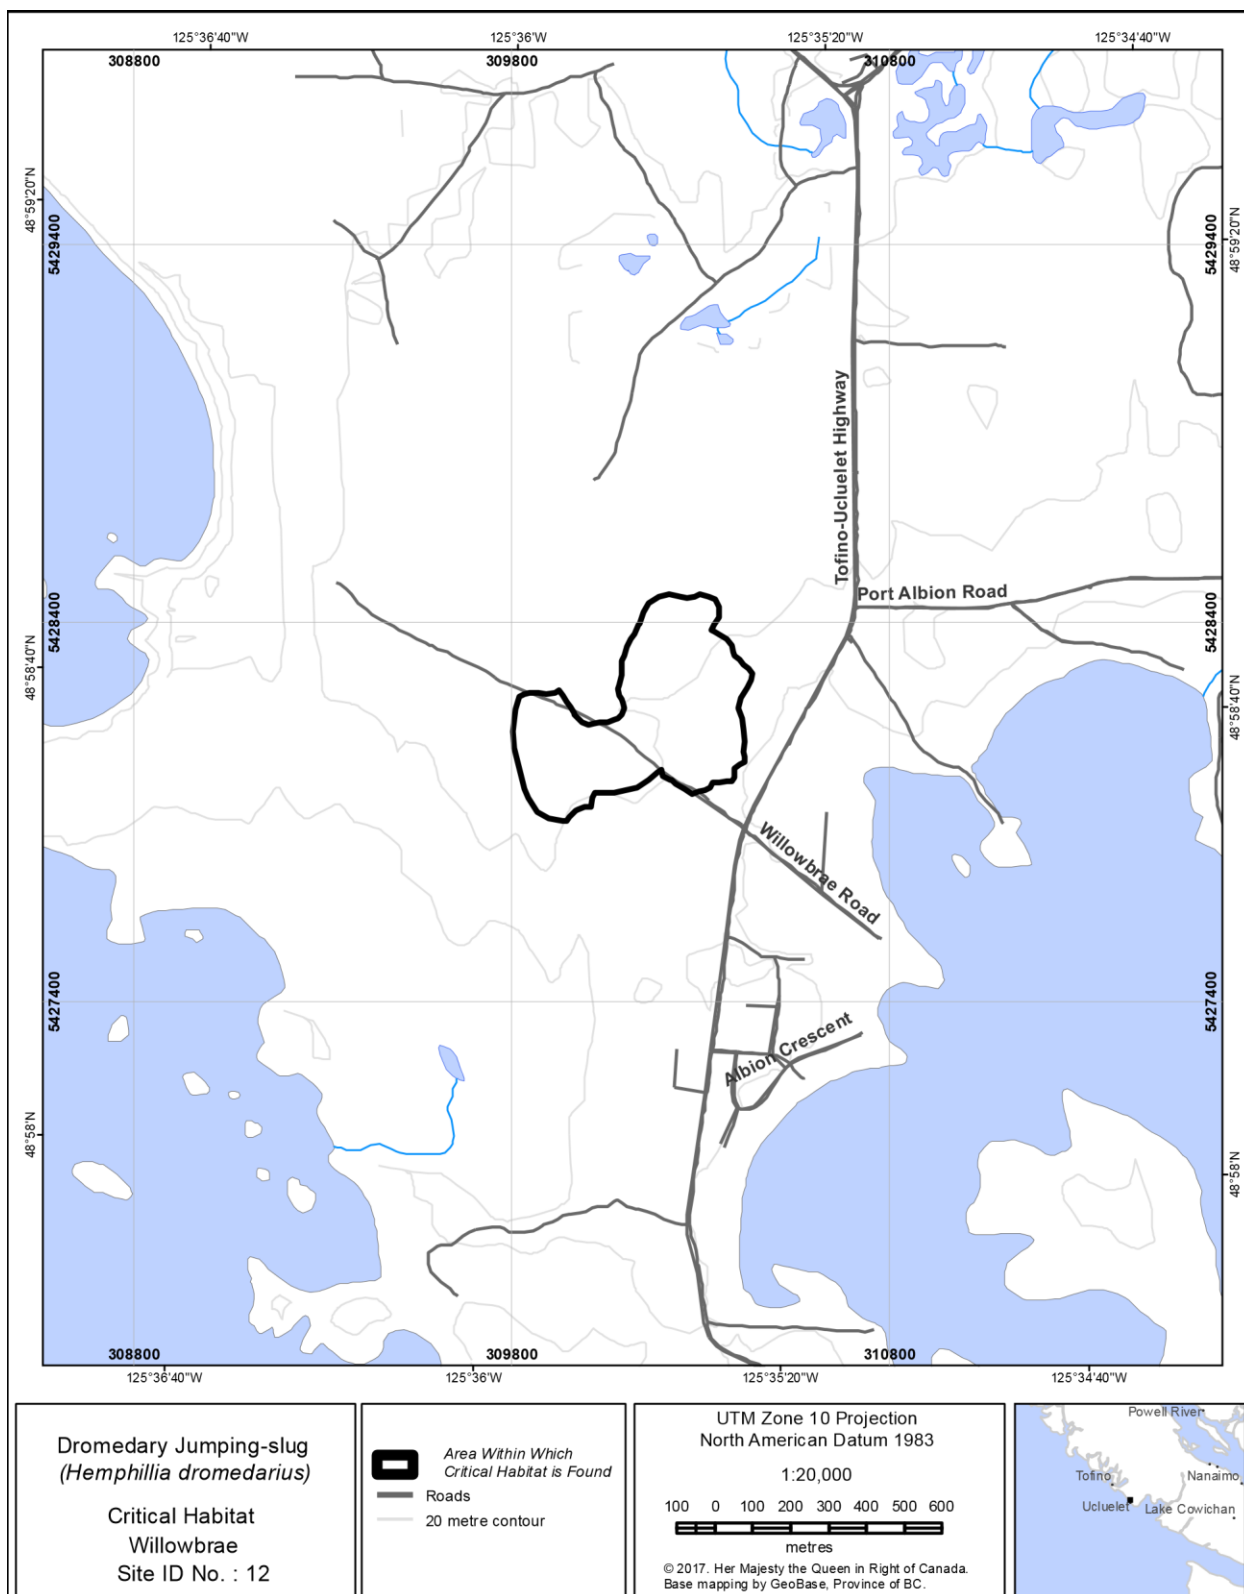 125°36'40"W
125°36'W
125°35'20"W
125°34'40"W
308800
309800
310800
48°59'20"N
5429400
5429400
48°59'20"N
Tofino-Ucluelet Highway
Port Albion Road
5428400
5428400
48°58'40"N
48°58'40"N
Willowbrae Road
5427400
5427400
Albion Crescent
48°58'N
48°58'N
308800
309800
310800
125°36'40"W
125°36'W
125°35'20"W
125°34'40"W
Dromedary Jumping-slug
(Hemphillia dromedarius)
Critical Habitat
Willowbrae
Site ID No. : 12
Area Within Which
Critical Habitat is Found
Roads
20 metre contour
UTM Zone 10 Projection
North American Datum 1983
1:20,000
100 0 100 200 300 400 500 600
metres
© 2017. Her Majesty the Queen in Right of Canada.
Base mapping by GeoBase, Province of BC.
Powell River
Tofino
Nanaimo
Ucluelet
Lake Cowichan